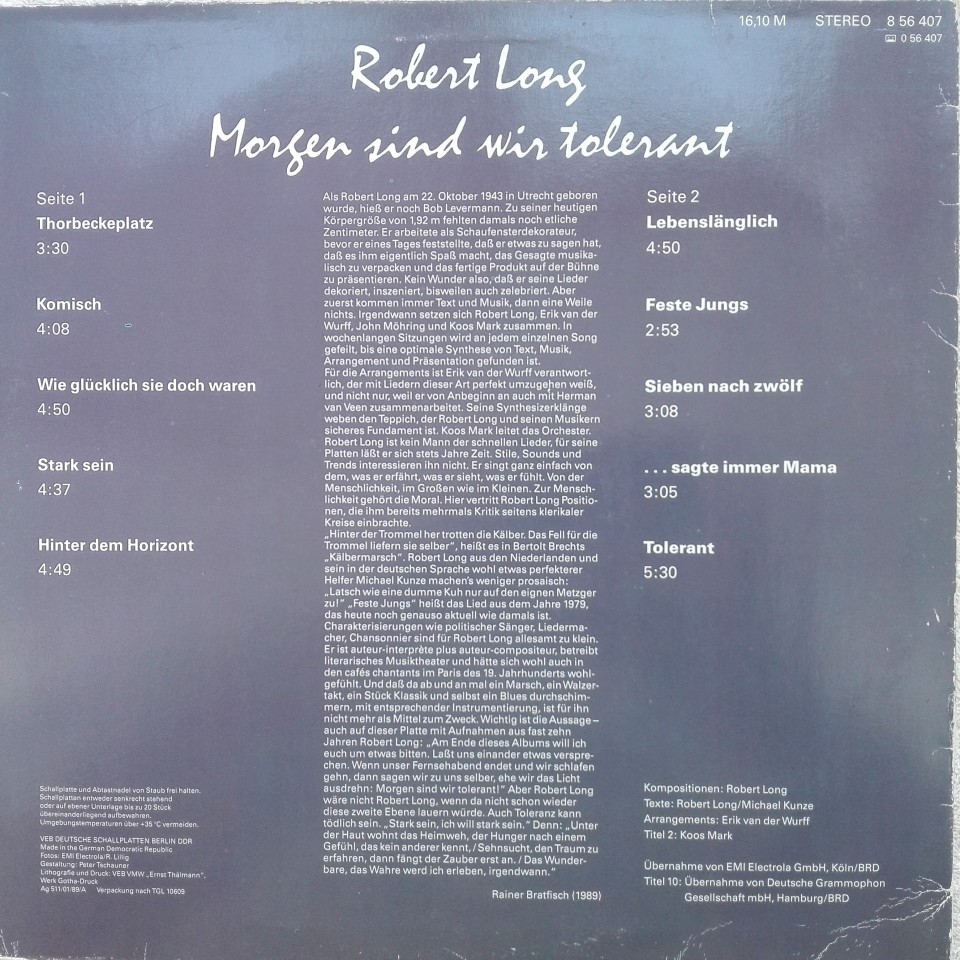 16,10 M STEREO 8 56 407
0 56 407
Robert Long
Morgen sind wir tolerant
Seite 1
Thorbeckeplatz
3:30
Komisch
4:08
Wie glücklich sie doch waren
4:50
Stark sein
4:37
Hinter dem Horizont
4:49
Als Robert Long am 22. Oktober 1943 in Utrecht geboren
wurde, hieß er noch Bob Levermann. Zu seiner heutigen
Körpergröße von 1,92 m fehlten damals noch etliche
Zentimeter. Er arbeitete als Schaufensterdekorateur,
bevor er eines Tages feststellte, daß er etwas zu sagen hat,
daß es ihm eigentlich Spaß macht, das Gesagte musika-
lisch zu verpacken und das fertige Produkt auf der Bühne
zu präsentieren. Kein Wunder also, daß er seine Lieder
dekoriert, inszeniert, bisweilen auch zelebriert. Aber
zuerst kommen immer Text und Musik, dann eine Weile
nichts. Irgendwann setzen sich Robert Long, Erik van der
Wurff, John Möhring und Koos Mark zusammen. In
wochenlangen Sitzungen wird an jedem einzelnen Song
gefeilt, bis eine optimale Synthese von Text, Musik,
Arrangement und Präsentation gefunden ist.
Für die Arrangements ist Erik van der Wurff verantwort-
lich, der mit Liedern dieser Art perfekt umzugehen weiß,
und nicht nur, weil er von Anbeginn an auch mit Herman
van Veen zusammenarbeitet. Seine Synthesizerklänge
weben den Teppich, der Robert Long und seinen Musikern
sicheres Fundament ist. Koos Mark leitet das Orchester.
Robert Long ist kein Mann der schnellen Lieder, für seine
Platten läßt er sich stets Jahre Zeit. Stile, Sounds und
Trends interessieren ihn nicht. Er singt ganz einfach von
dem, was er erfährt, was er sieht, was er fühlt. Von der
Menschlichkeit, im Großen wie im Kleinen. Zur Mensch-
lichkeit gehört die Moral. Hier vertritt Robert Long Positio-
nen, die ihm bereits mehrmals Kritik seitens klerikaler
Kreise einbrachte.
„Hinter der Trommel her trotten die Kälber. Das Fell für die
Trommel liefern sie selber“, heißt es in Bertolt Brechts
„Kälbermarsch“. Robert Long aus den Niederlanden und
sein in der deutschen Sprache wohl etwas perfekterer
Helfer Michael Kunze machen's weniger prosaisch:
„Latsch wie eine dumme Kuh nur auf den eignen Metzger
zu!“ „Feste Jungs“ heißt das Lied aus dem Jahre 1979,
das heute noch genauso aktuell wie damals ist.
Charakterisierungen wie politischer Sänger, Liederma-
cher, Chansonnier sind für Robert Long allesamt zu klein.
Er ist auteur-interprète plus auteur-compositeur, betreibt
literarisches Musiktheater und hätte sich wohl auch in
den cafés chantants im Paris des 19. Jahrhunderts wohl-
gefühlt. Und daß da ab und an mal ein Marsch, ein Walzer-
takt, ein Stück Klassik und selbst ein Blues durchschim-
mern, mit entsprechender Instrumentierung, ist für ihn
nicht mehr als Mittel zum Zweck. Wichtig ist die Aussage –
auch auf dieser Platte mit Aufnahmen aus fast zehn
Jahren Robert Long: „Am Ende dieses Albums will ich
euch um etwas bitten. Laßt uns einander etwas verspre-
chen. Wenn unser Fernsehabend endet und wir schlafen
gehn, dann sagen wir zu uns selber, ehe wir das Licht
ausdrehn: Morgen sind wir tolerant!“ Aber Robert Long
wäre nicht Robert Long, wenn da nicht schon wieder
diese zweite Ebene lauern würde. Auch Toleranz kann
tödlich sein. „Stark sein, ich will stark sein.“ Denn: „Unter
der Haut wohnt das Heimweh, der Hunger nach einem
Gefühl, das kein anderer kennt, / Sehnsucht, den Traum zu
erfahren, dann fängt der Zauber erst an. / Das Wunder-
bare, das Wahre werd ich erleben, irgendwann.“
Rainer Bratfisch (1989)
Seite 2
Lebenslänglich
4:50
Feste Jungs
2:53
Sieben nach zwölf
3:08
... sagte immer Mama
3:05
Tolerant
5:30
Schallplatte und Abtastnadel von Staub frei halten.
Schallplatten entweder senkrecht stehend
oder auf ebener Unterlage bis zu 20 Stück
übereinanderliegend aufbewahren.
Umgebungstemperaturen über +35 °C vermeiden.
VEB DEUTSCHE SCHALLPLATTEN BERLIN DDR
Made in the German Democratic Republic
Fotos: EMI Electrola/R. Lillig
Gestaltung: Peter Tschauner
Lithografie und Druck: VEB VMW „Ernst Thälmann“,
Werk Gotha-Druck
Ag 511/01/89/A Verpackung nach TGL 10609
Kompositionen: Robert Long
Texte: Robert Long/Michael Kunze
Arrangements: Erik van der Wurff
Titel 2: Koos Mark
Übernahme von EMI Electrola GmbH, Köln/BRD
Titel 10: Übernahme von Deutsche Grammophon
Gesellschaft mbH, Hamburg/BRD